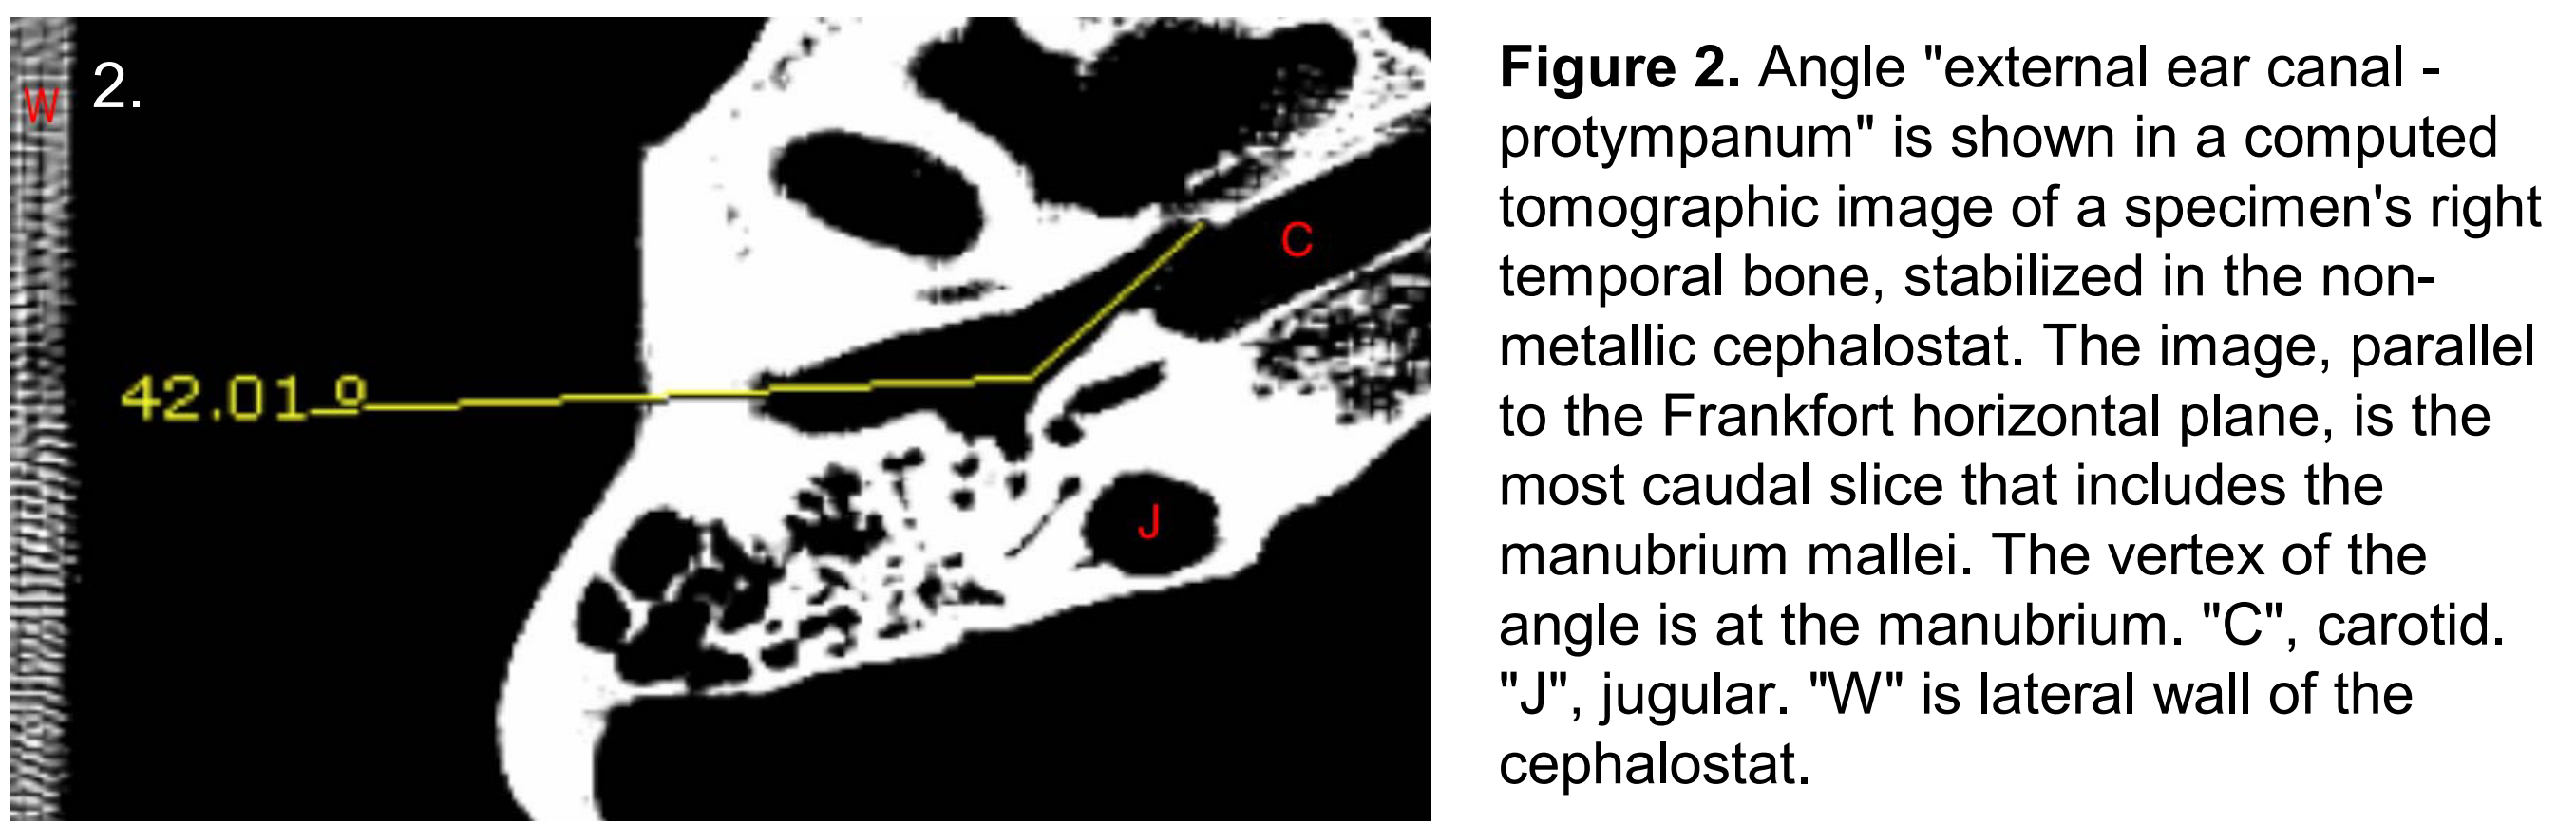 W
2.
C
42.01 º
J
Figure 2. Angle "external ear canal -
protympanum" is shown in a computed
tomographic image of a specimen's right
temporal bone, stabilized in the non-
metallic cephalostat. The image, parallel
to the Frankfort horizontal plane, is the
most caudal slice that includes the
manubrium mallei. The vertex of the
angle is at the manubrium. "C", carotid.
"J", jugular. "W" is lateral wall of the
cephalostat.